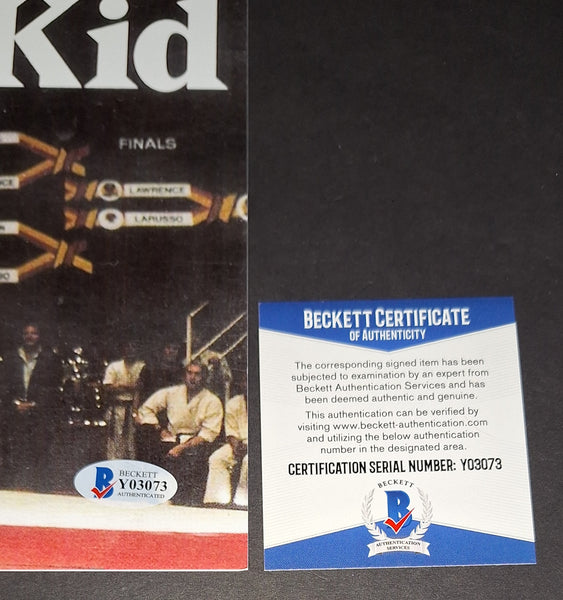 Kid
FINALS
LAWRENCE
LARUSSO
BECKETT
Y03073
AUTHENTICATED
BECKETT CERTIFICATE
OF AUTHENTICITY
The corresponding signed item has been
subjected to examination by an expert from
Beckett Authentication Services and has
been deemed authentic and genuine.
This authentication can be verified by
visiting www.beckett-authentication.com
and utilizing the below authentication
number in the designated area.
CERTIFICATION SERIAL NUMBER: Y03073
BECKETT
B
AUTHENTICATION
SERVICES